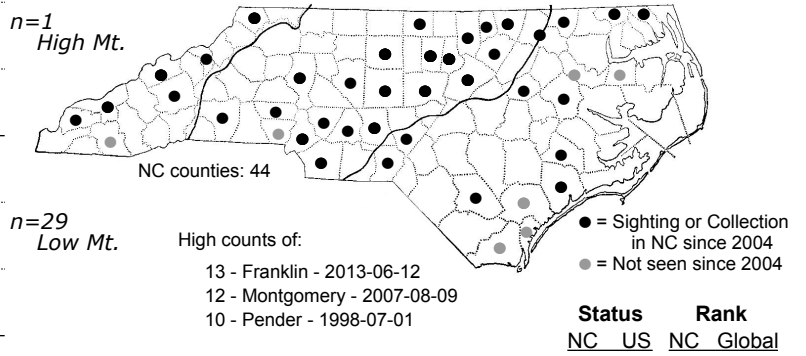 n=1
High Mt.
NC counties: 44
n=29
Low Mt.
High counts of:
13 - Franklin - 2013-06-12
12 - Montgomery - 2007-08-09
10 - Pender - 1998-07-01
= Sighting or Collection
in NC since 2004
= Not seen since 2004
Status Rank
NC US NC Global